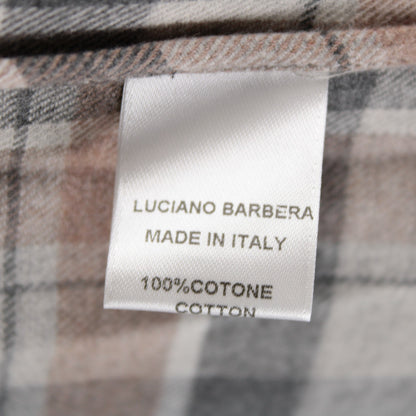 LUCIANO BARBERA
MADE IN ITALY
100%COTONE
COTTON